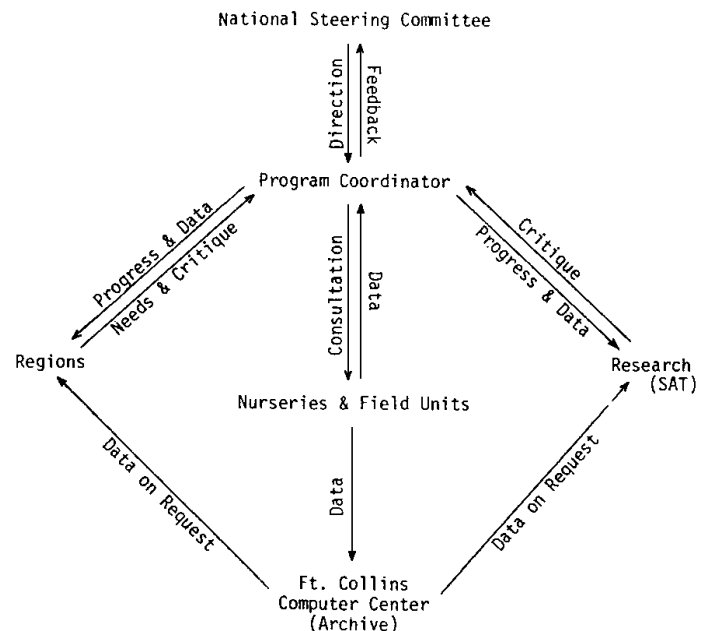 National Steering Committee
Direction
Feedback
Program Coordinator
Progress & Data
Needs & Critique
Consultation
Data
Critique
Progress & Data
Regions
Research
(SAT)
Nurseries & Field Units
Data on Request
Data
Data on Request
Ft. Collins
Computer Center
(Archive)